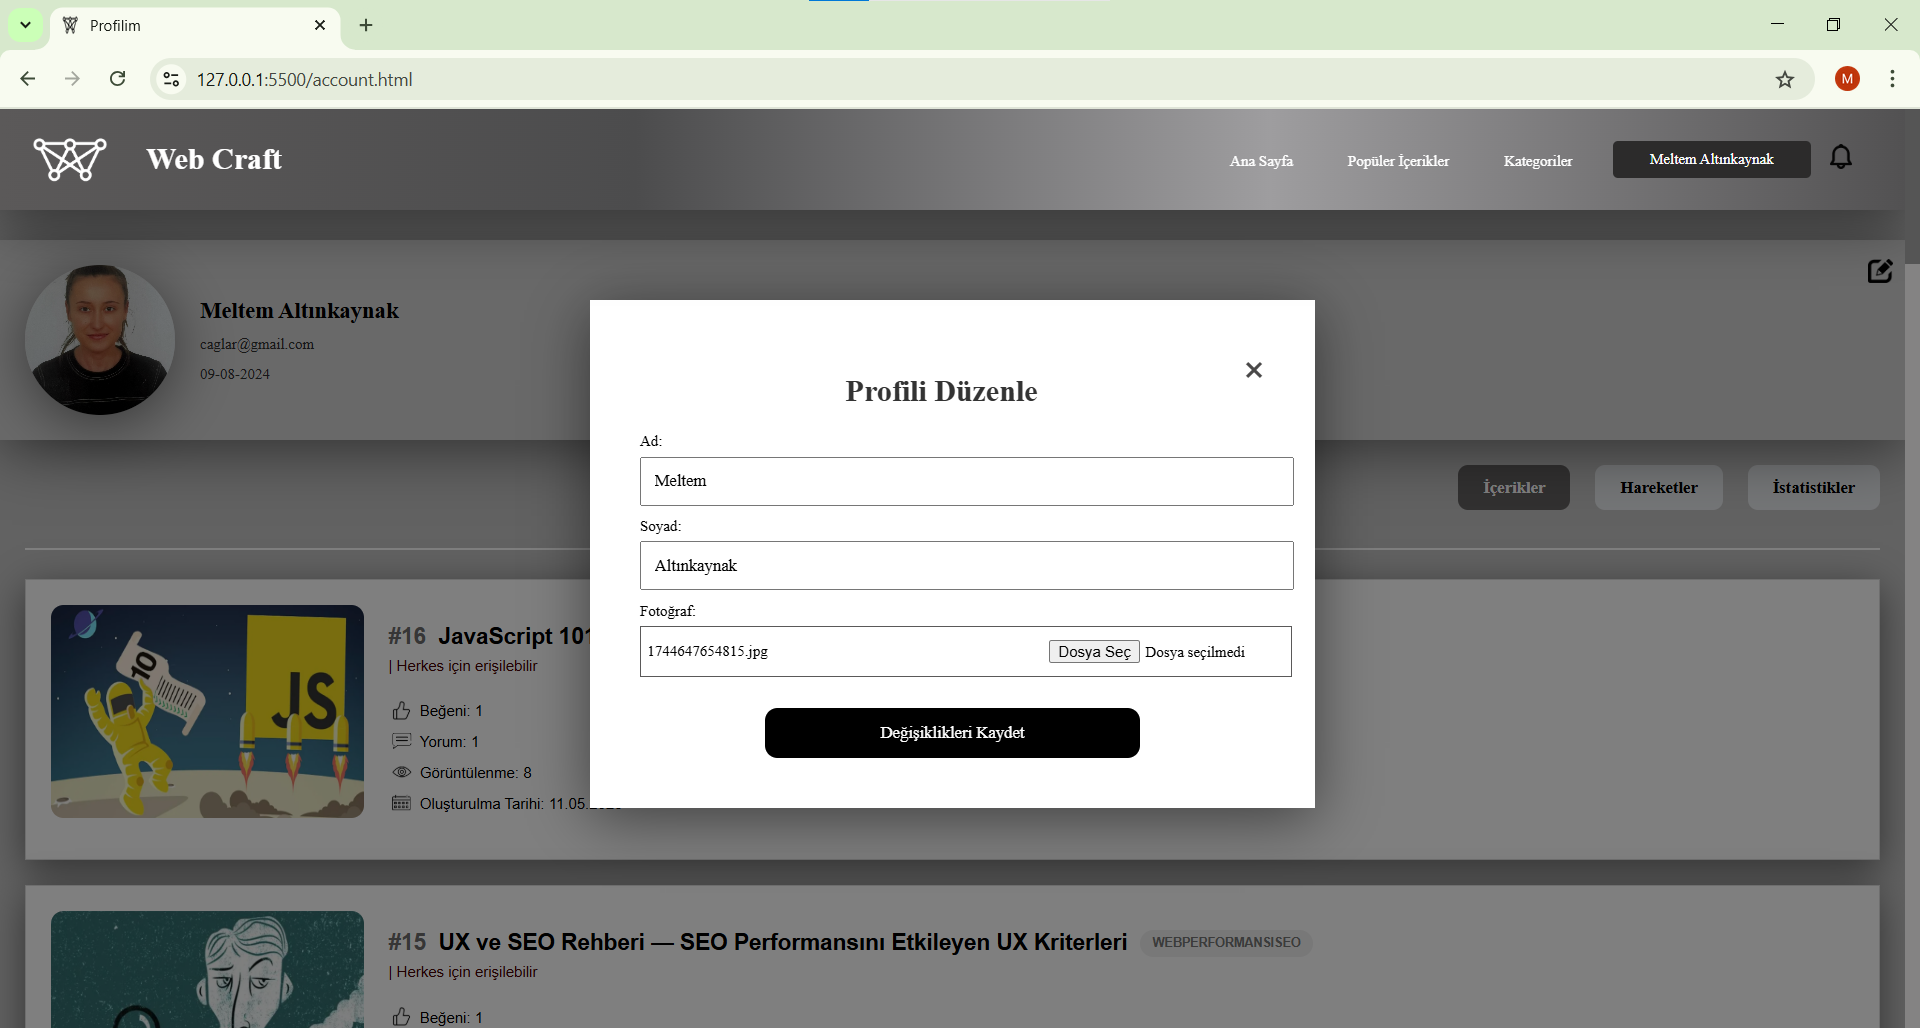 Profilim
127.0.0.1:5500/account.html
M
Web Craft
Ana Sayfa
Popüler İçerikler
Kategoriler
Meltem Altınkaynak
Meltem Altınkaynak
caglar@gmail.com
09-08-2024
İçerikler
Hareketler
İstatistikler
Profili Düzenle
Ad:
Meltem
Soyad:
Altınkaynak
Fotoğraf:
1744647654815.jpg
Dosya Seç Dosya seçilmedi
Değişiklikleri Kaydet
10
JS
#16 JavaScript 101
| Herkes için erişilebilir
Beğeni: 1
Yorum: 1
Görüntülenme: 8
Oluşturulma Tarihi: 11.05.
#15 UX ve SEO Rehberi — SEO Performansını Etkileyen UX Kriterleri WEBPERFORMANSISEO
| Herkes için erişilebilir
Beğeni: 1